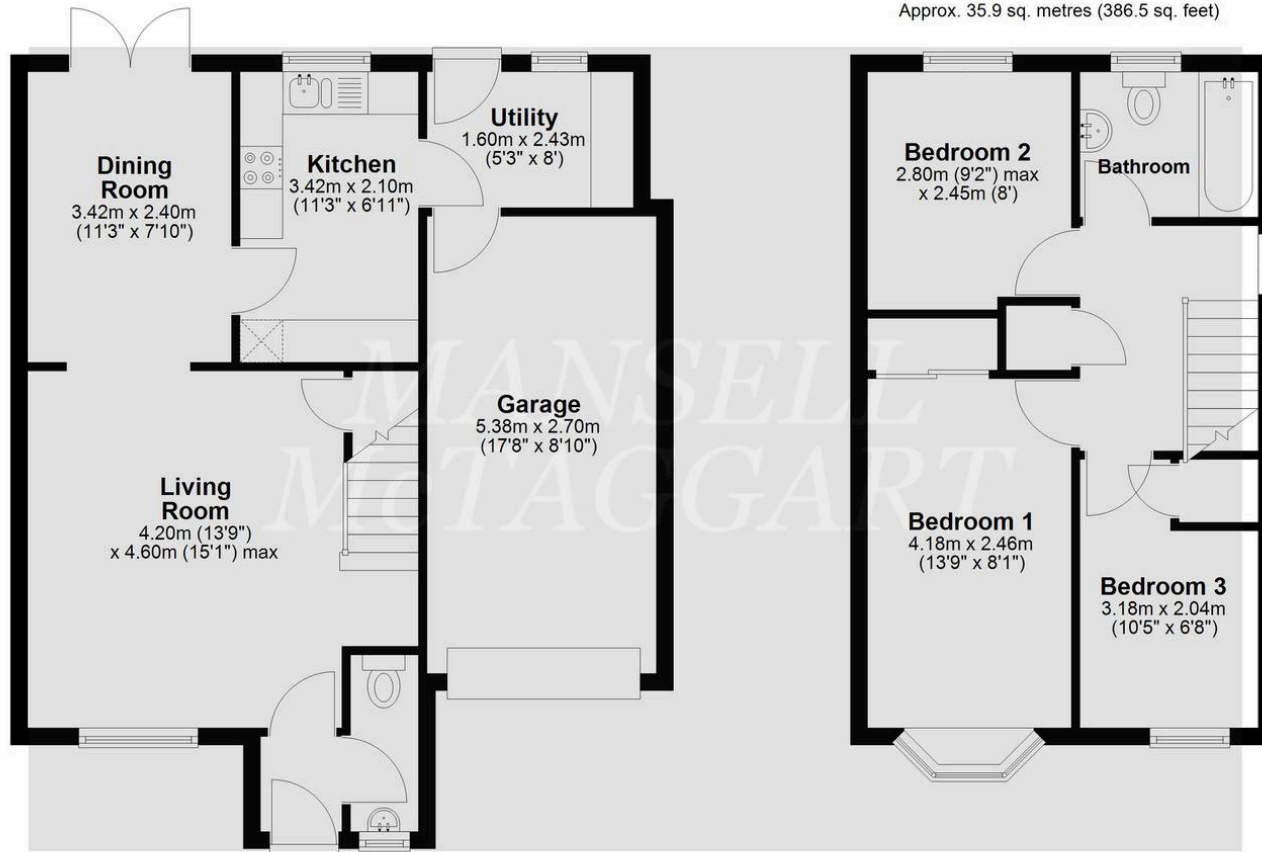 Approx. 35.9 sq. metres (386.5 sq. feet)
Dining
Room
3.42m x 2.40m
(11'3" x 7'10")
Kitchen
3.42m x 2.10m
(11'3" x 6'11")
Utility
1.60m x 2.43m
(5'3" x 8')
Living
Room
4.20m (13'9")
x 4.60m (15'1") max
Garage
5.38m x 2.70m
(17'8" x 8'10")
Bedroom 2
2.80m (9'2") max
x 2.45m (8')
Bathroom
Bedroom 1
4.18m x 2.46m
(13'9" x 8'1")
Bedroom 3
3.18m x 2.04m
(10'5" x 6'8")
MANSELL
McTAGGART